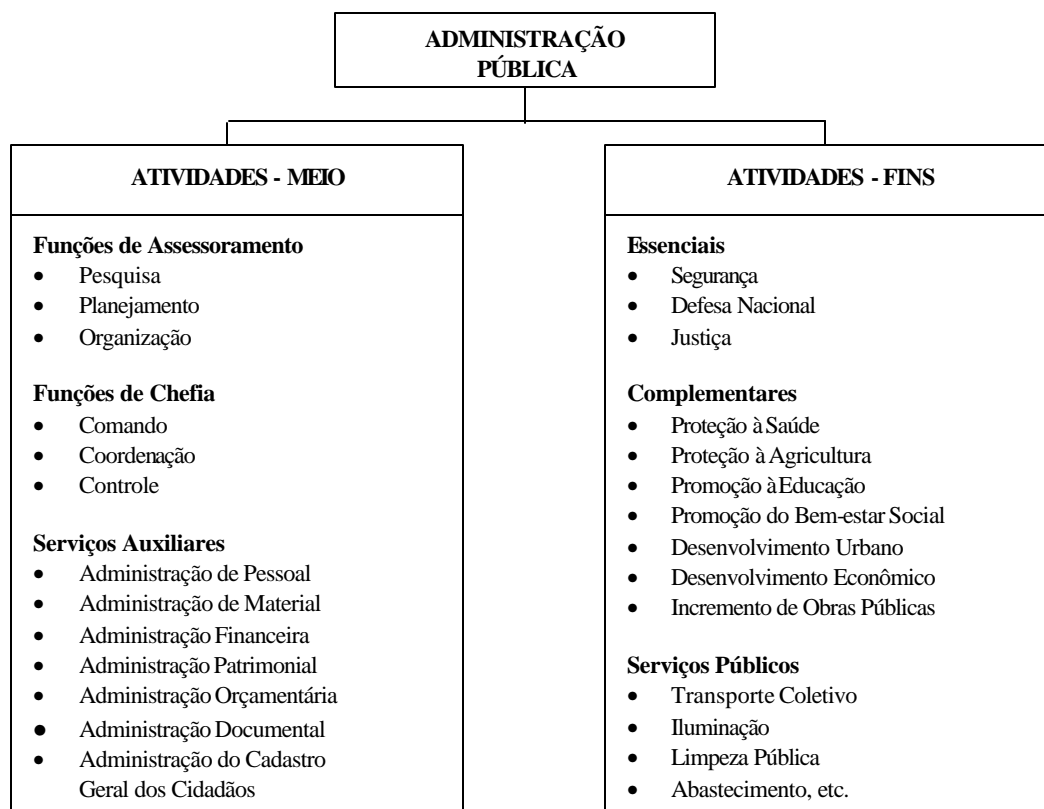 ADMINISTRAÇÃO
PÚBLICA
ATIVIDADES - MEIO
Funções de Assessoramento
• Pesquisa
• Planejamento
• Organização
Funções de Chefia
• Comando
• Coordenação
• Controle
Serviços Auxiliares
• Administração de Pessoal
• Administração de Material
• Administração Financeira
• Administração Patrimonial
• Administração Orçamentária
• Administração Documental
• Administração do Cadastro
Geral dos Cidadãos
ATIVIDADES - FINS
Essenciais
• Segurança
• Defesa Nacional
• Justiça
Complementares
• Proteção à Saúde
• Proteção à Agricultura
• Promoção à Educação
• Promoção do Bem-estar Social
• Desenvolvimento Urbano
• Desenvolvimento Econômico
• Incremento de Obras Públicas
Serviços Públicos
• Transporte Coletivo
• Iluminação
• Limpeza Pública
• Abastecimento, etc.